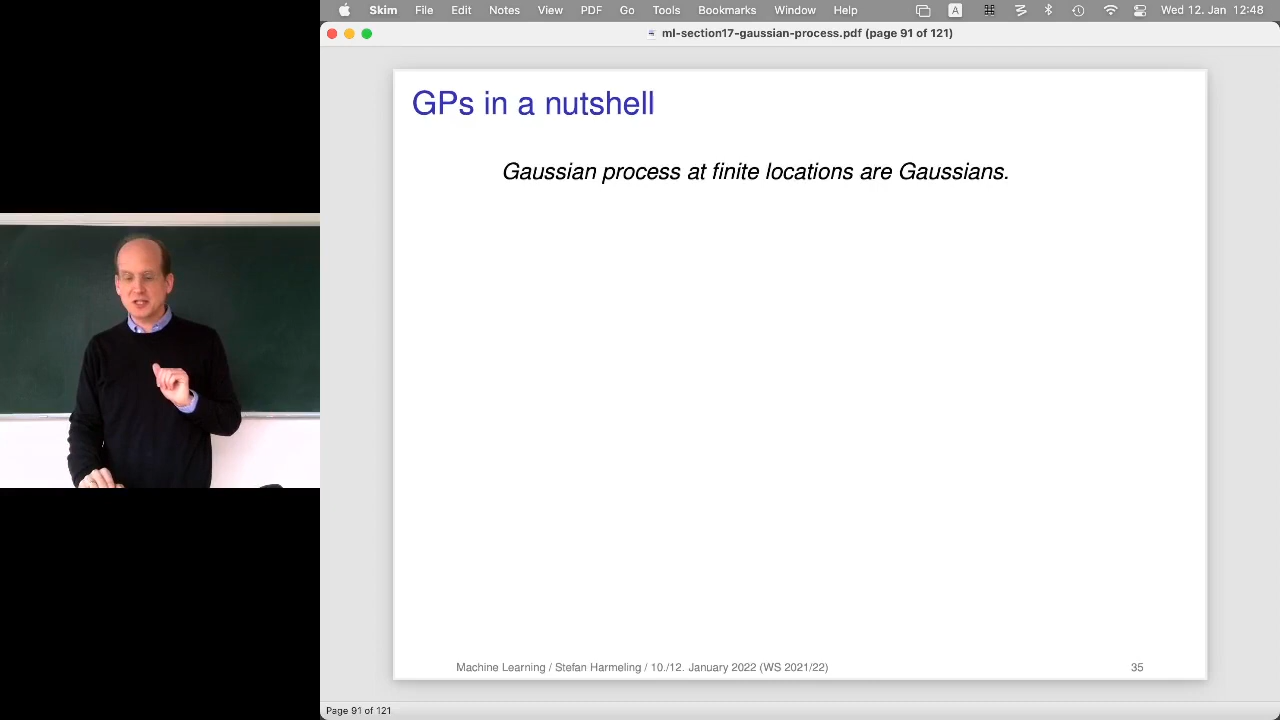 Skim File Edit Notes View PDF Go Tools Bookmarks Window Help A Wed 12. Jan 12:48
ml-section17-gaussian-process.pdf (page 91 of 121)
GPs in a nutshell
Gaussian process at finite locations are Gaussians.
Machine Learning / Stefan Harmeling / 10./12. January 2022 (WS 2021/22) 35
Page 91 of 121